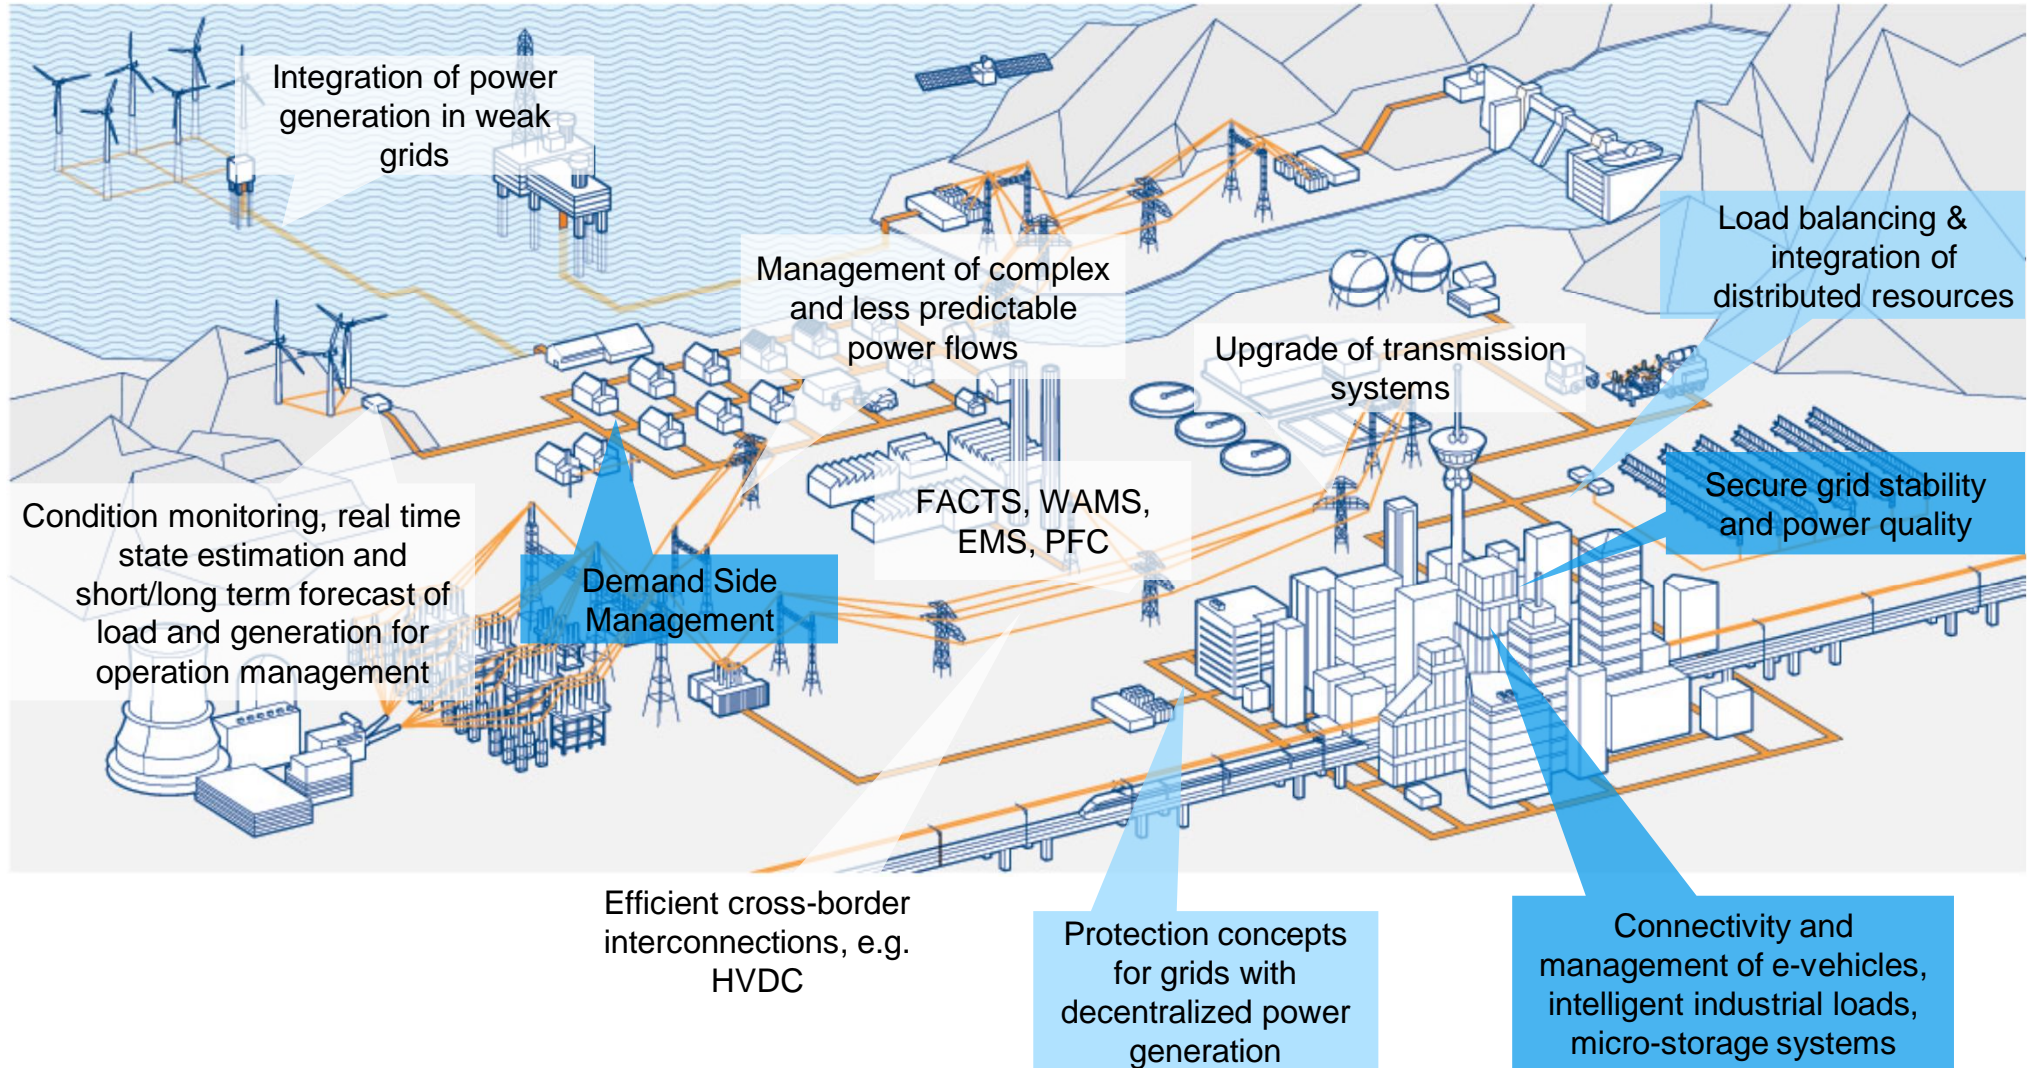 Integration of power
generation in weak
grids
Management of complex
and less predictable
power flows
Load balancing &
integration of
distributed resources
Upgrade of transmission
systems
Condition monitoring, real time
state estimation and
short/long term forecast of
load and generation for
operation management
FACTS, WAMS,
EMS, PFC
Secure grid stability
and power quality
Demand Side
Management
Efficient cross-border
interconnections, e.g.
HVDC
Protection concepts
for grids with
decentralized power
generation
Connectivity and
management of e-vehicles,
intelligent industrial loads,
micro-storage systems